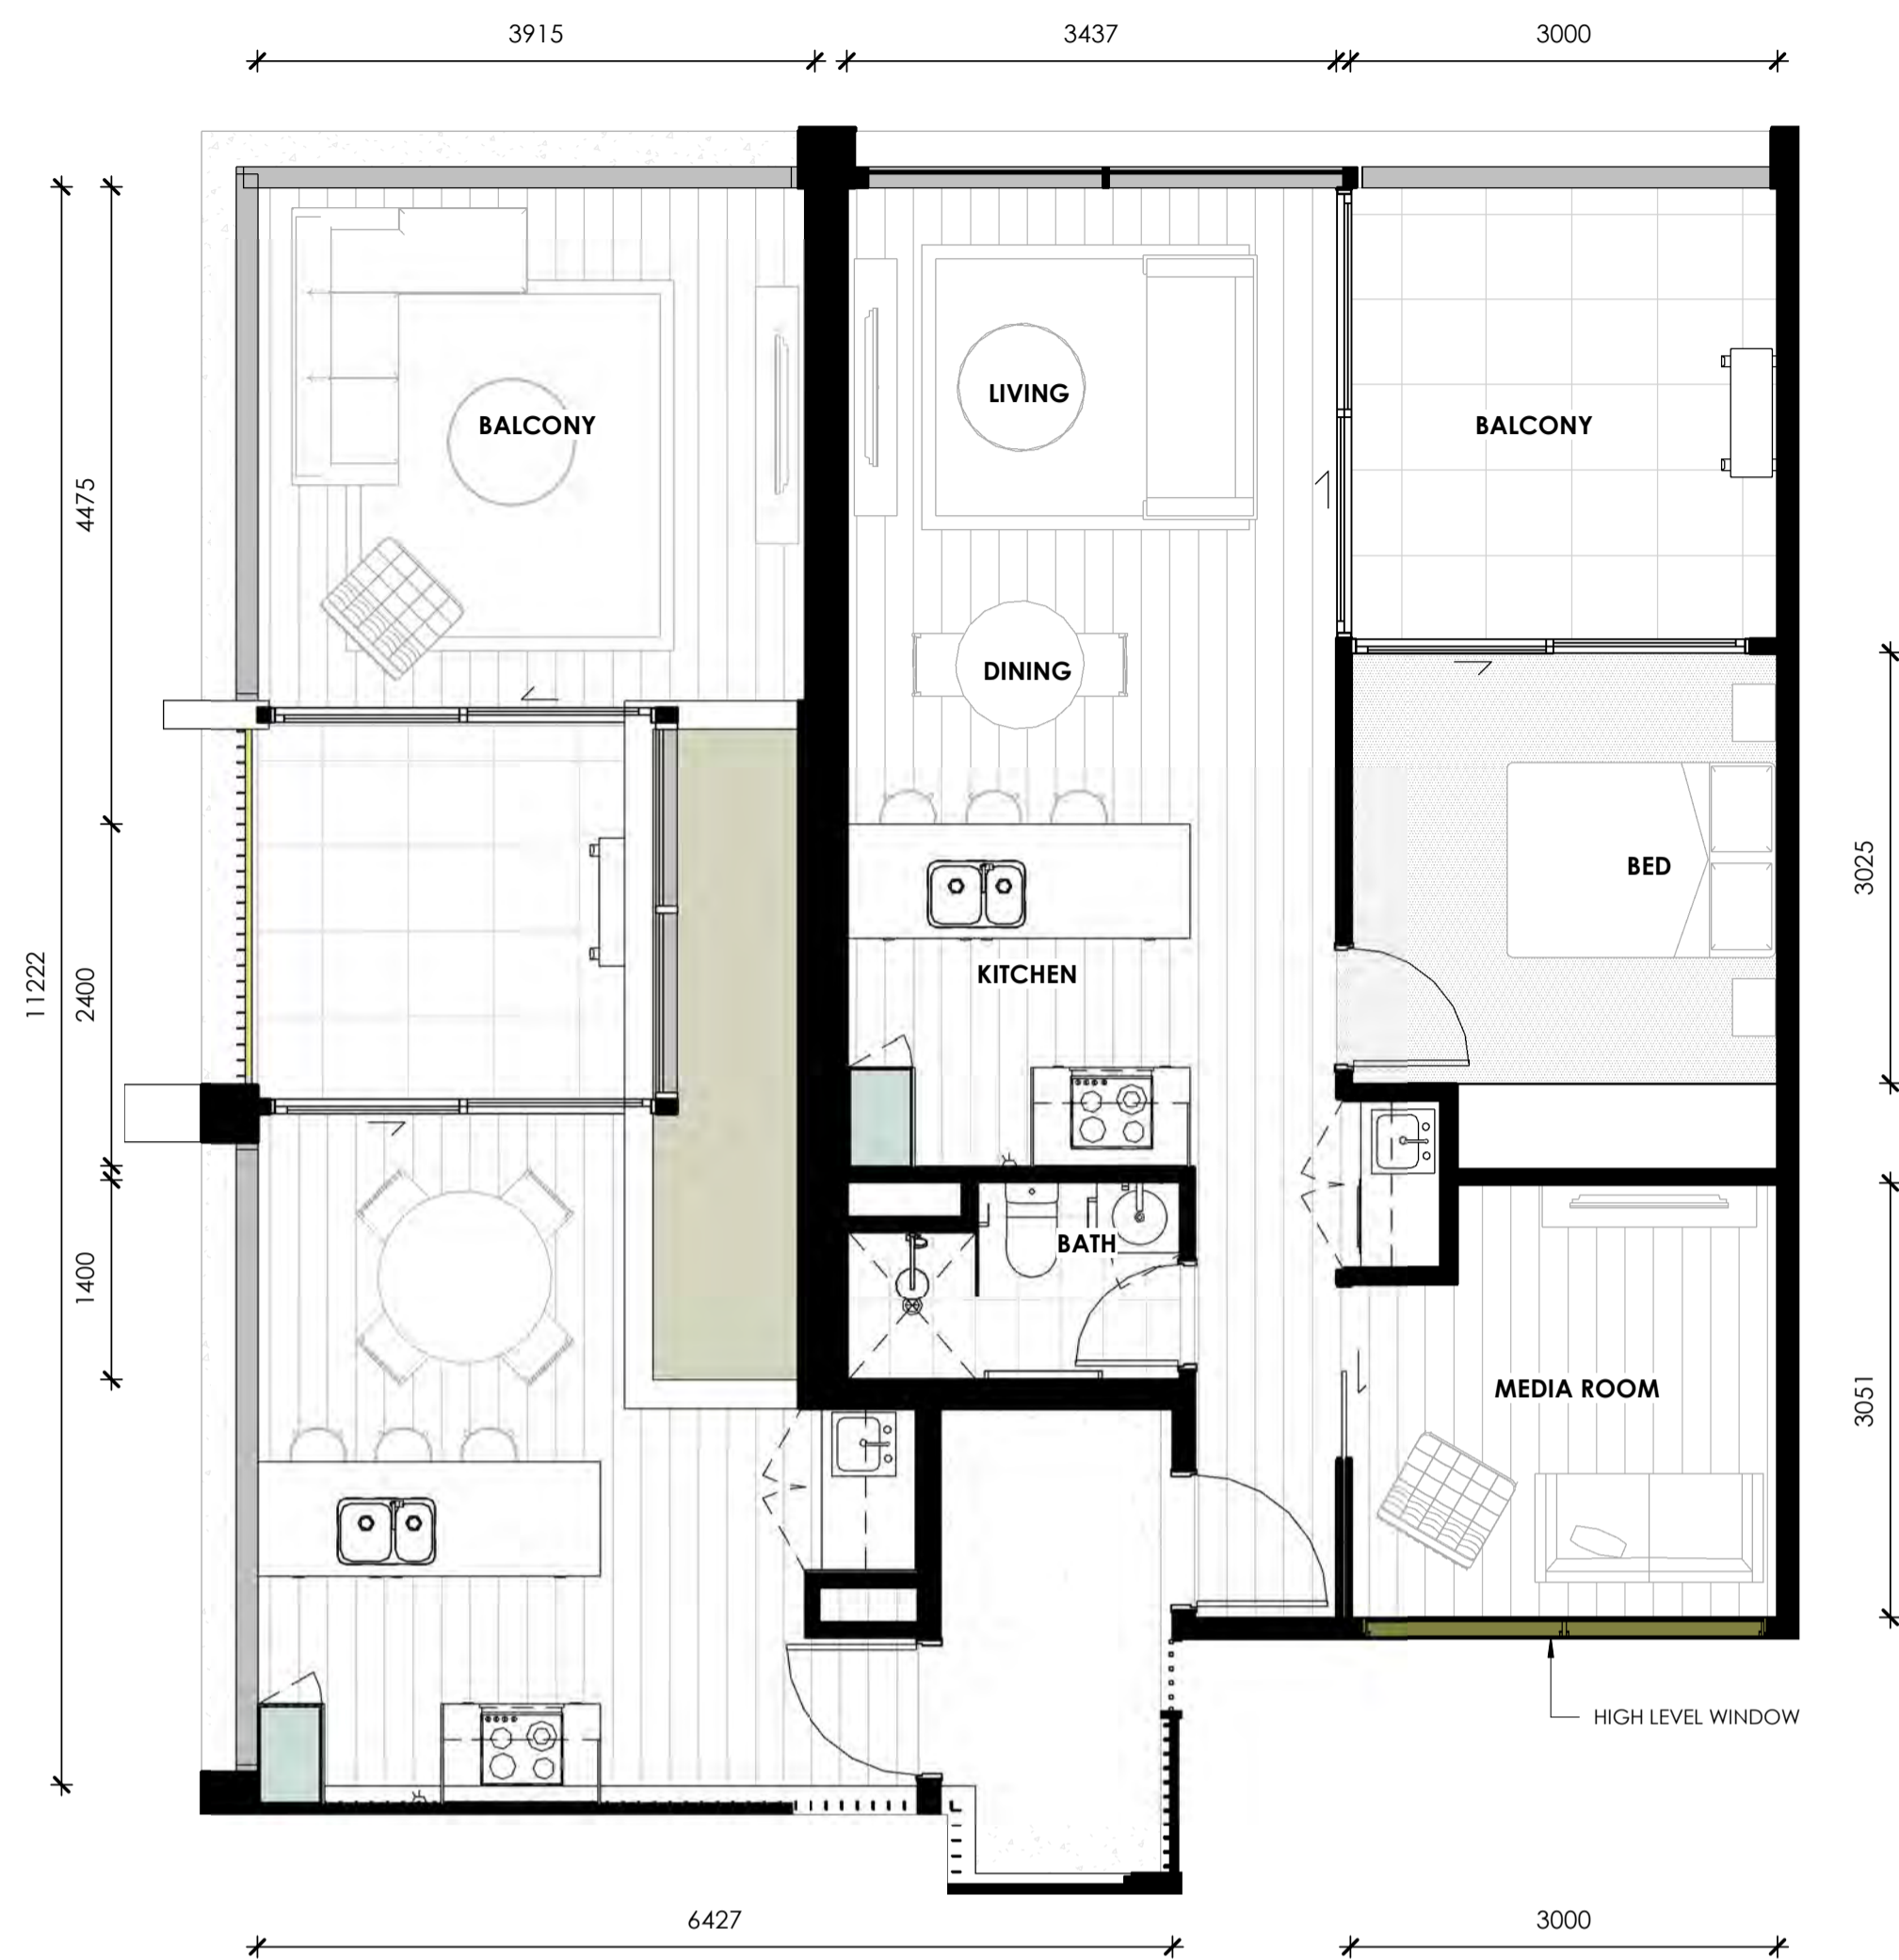 3915
3437
3000
LIVING
BALCONY
BALCONY
4475
DINING
3025
BED
11222
2400
KITCHEN
BATH
1400
MEDIA ROOM
3051
HIGH LEVEL WINDOW
6427
3000